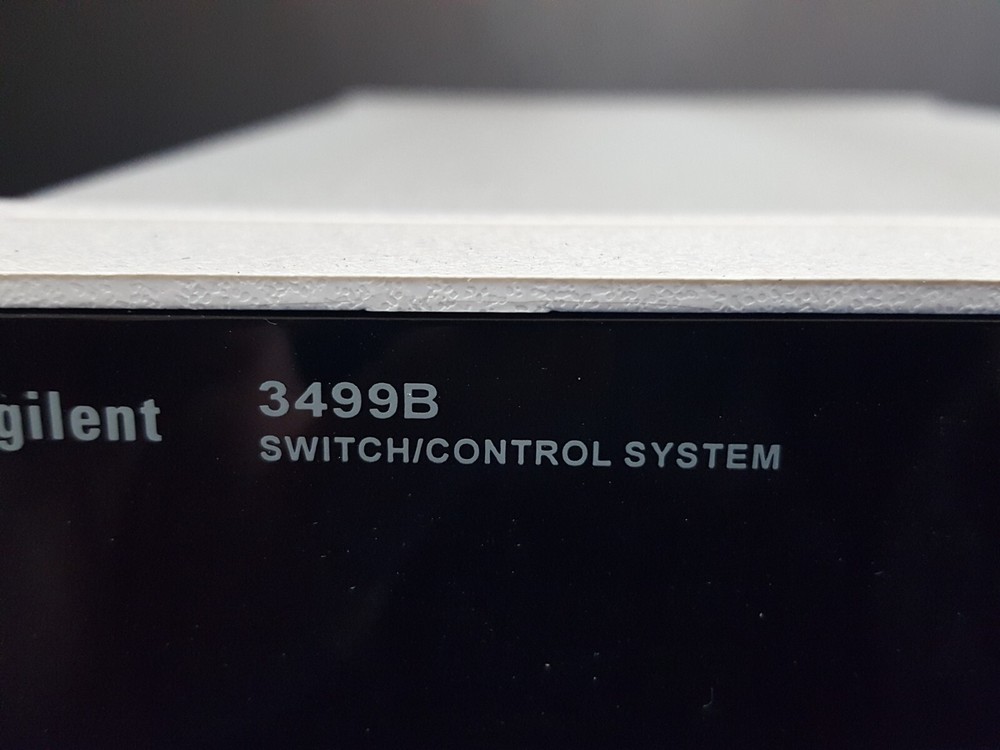 gilent
3499B
SWITCH/CONTROL SYSTEM